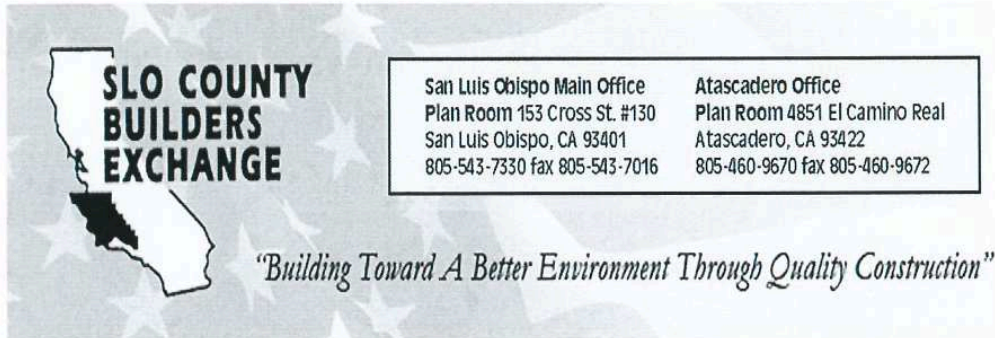 SLO COUNTY
BUILDERS
EXCHANGE
San Luis Obispo Main Office
Plan Room 153 Cross St. #130
San Luis Obispo, CA 93401
805-543-7330 fax 805-543-7016
Atascadero Office
Plan Room 4851 El Camino Real
Atascadero, CA 93422
805-460-9670 fax 805-460-9672
"Building Toward A Better Environment Through Quality Construction"